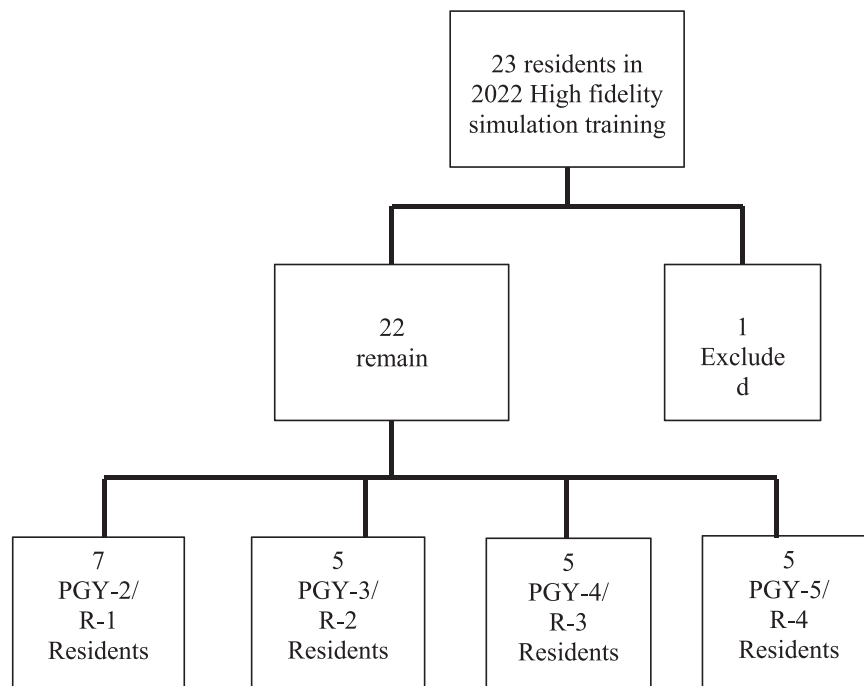 23 residents in
2022 High fidelity
simulation training
22
remain
1
Exclude
d
7
PGY-2/
R-1
Residents
5
PGY-3/
R-2
Residents
5
PGY-4/
R-3
Residents
5
PGY-5/
R-4
Residents